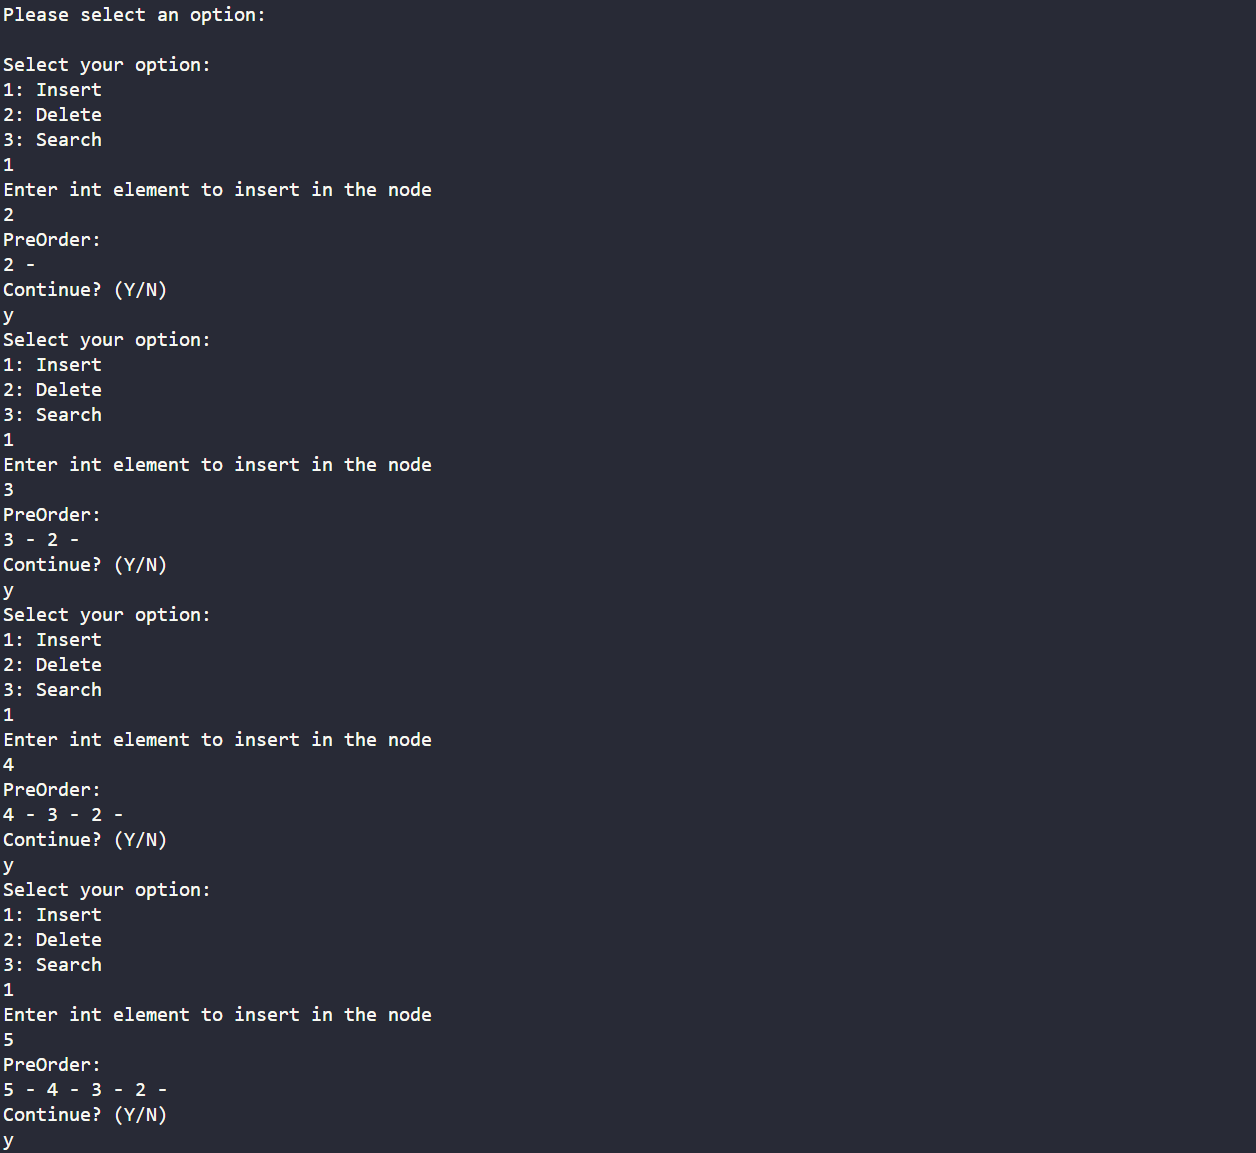 Please select an option:
Select your option:
1: Insert
2: Delete
3: Search
1
Enter int element to insert in the node
2
PreOrder:
2 -
Continue? (Y/N)
y
Select your option:
1: Insert
2: Delete
3: Search
1
Enter int element to insert in the node
3
PreOrder:
3 - 2 -
Continue? (Y/N)
y
Select your option:
1: Insert
2: Delete
3: Search
1
Enter int element to insert in the node
4
PreOrder:
4 - 3 - 2 -
Continue? (Y/N)
y
Select your option:
1: Insert
2: Delete
3: Search
1
Enter int element to insert in the node
5
PreOrder:
5 - 4 - 3 - 2 -
Continue? (Y/N)
y